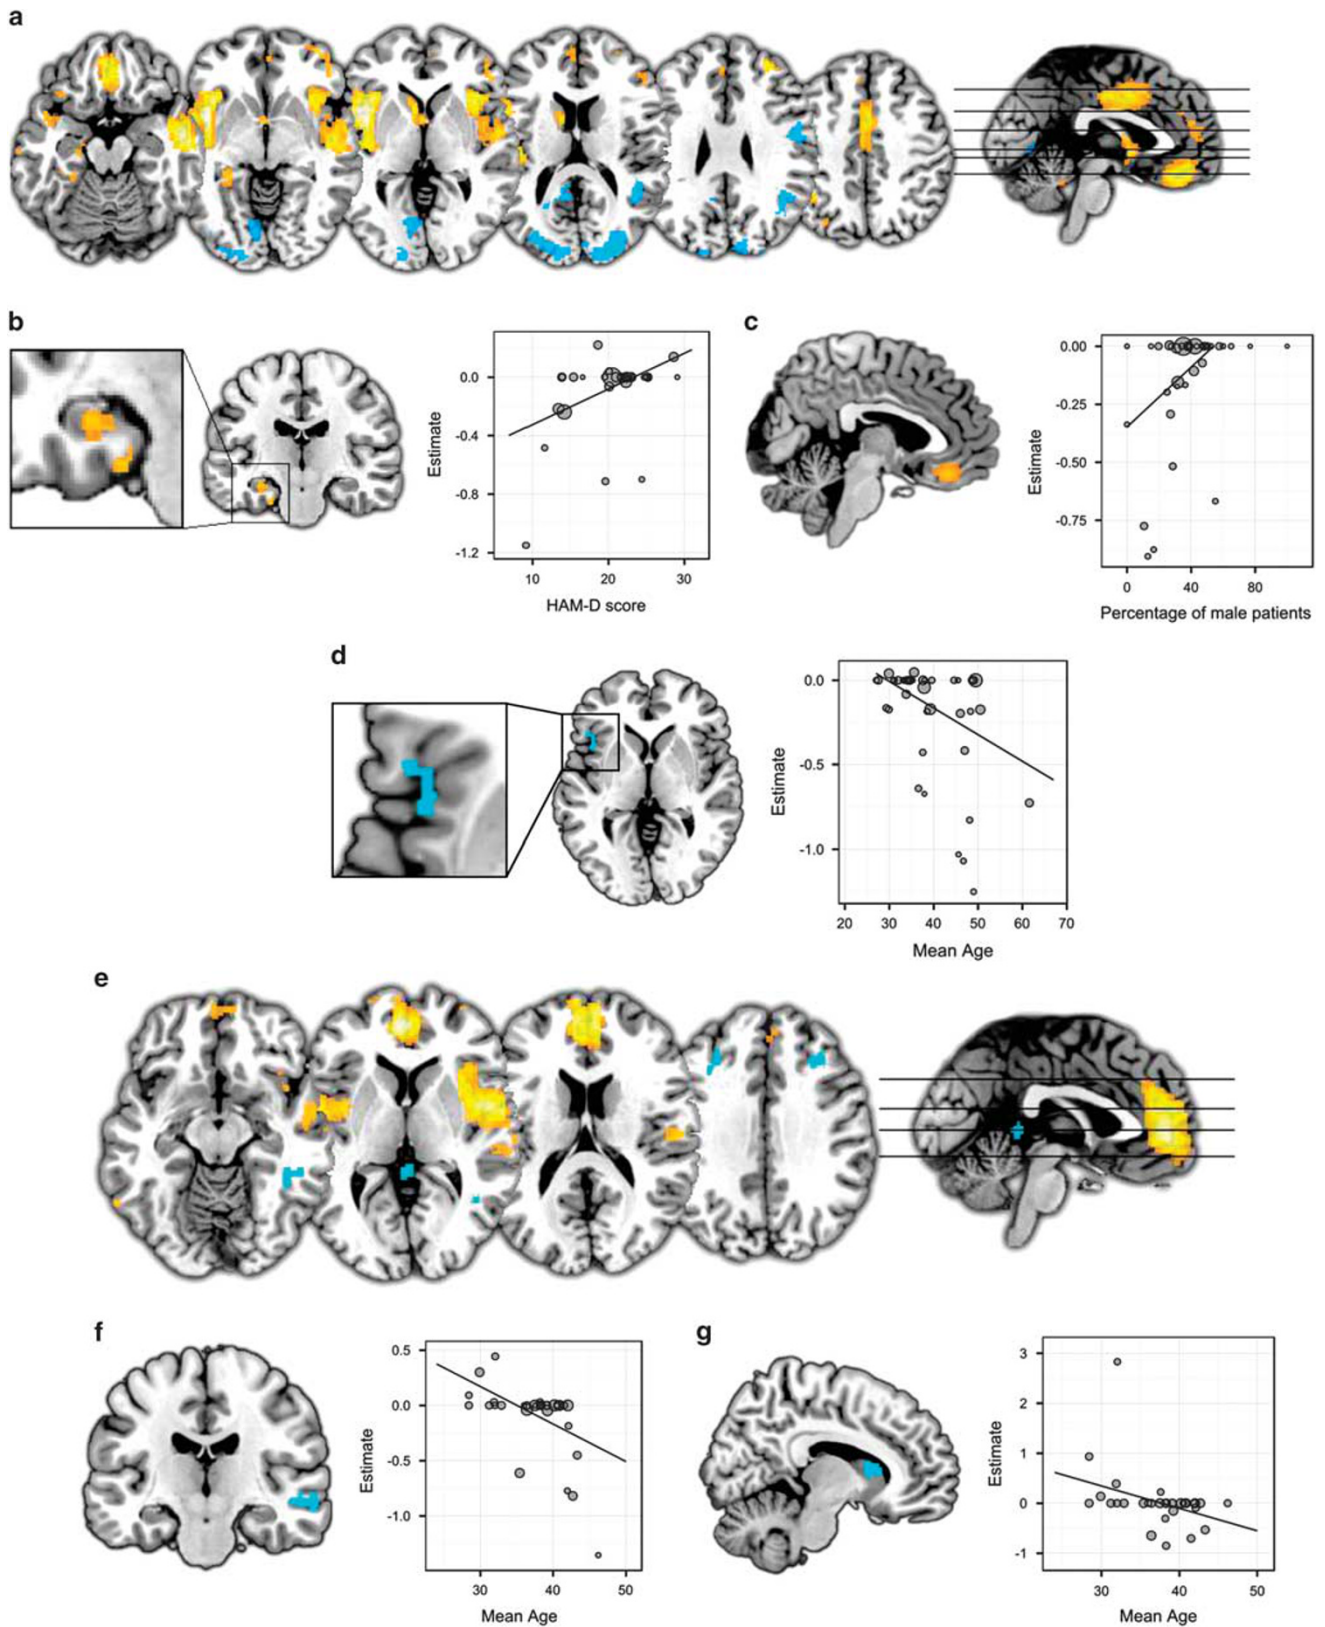 a
b
0.0
-0.4
-0.8
-1.2
Estimate
10 20 30
HAM-D score
c
0.00
-0.25
-0.50
-0.75
Estimate
0 40 80
Percentage of male patients
d
0.0
-0.5
-1.0
Estimate
20 30 40 50 60 70
Mean Age
e
f
0.5
0.0
-0.5
-1.0
Estimate
30 40 50
Mean Age
g
3
2
1
0
-1
Estimate
30 40 50
Mean Age